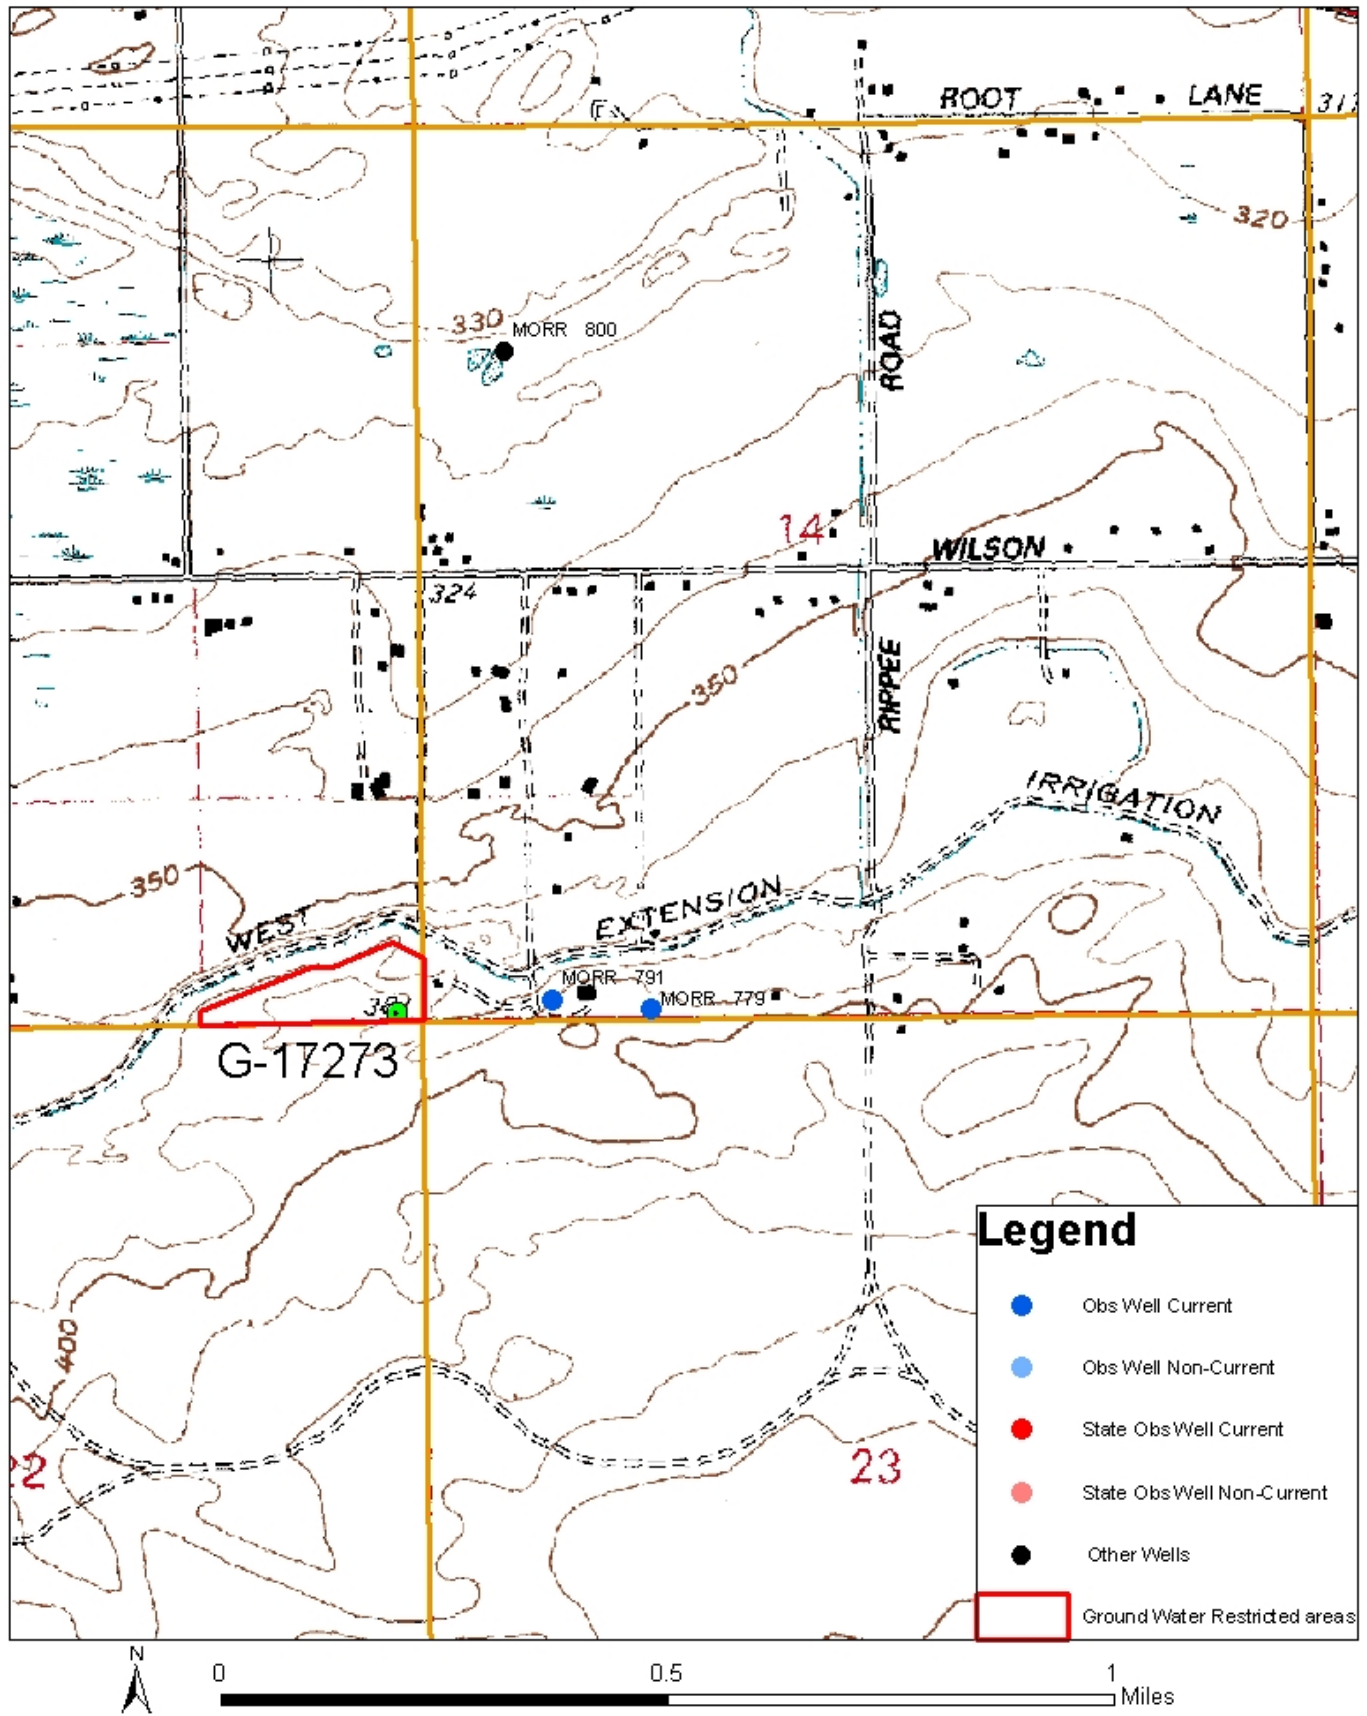 ROOT LANE
317
320
330
MORR 800
ROAD
14
WILSON
324
RIPPEE
350
IRRIGATION
350
EXTENSION
WEST
MORR 791
MORR 779
G-17273
400
22
23
Legend
Obs Well Current
Obs Well Non-Current
State Obs Well Current
State Obs Well Non-Current
Other Wells
Ground Water Restricted areas
N
0 0.5 1
Miles